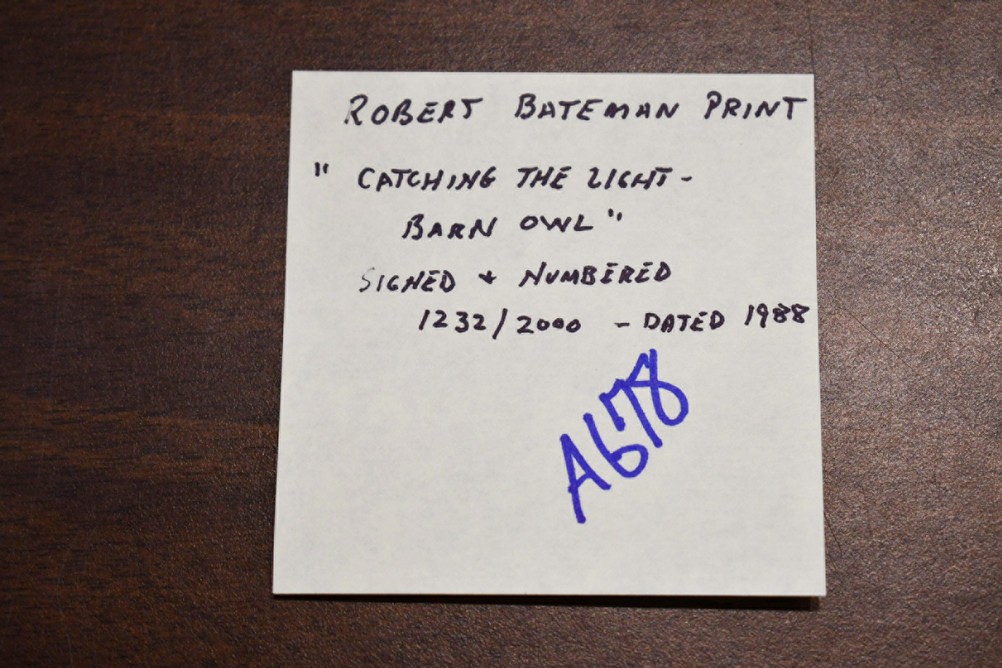 ROBERT BATEMAN PRINT
" CATCHING THE LIGHT -
BARN OWL "
SIGNED + NUMBERED
1232/2000 - DATED 1988
A678